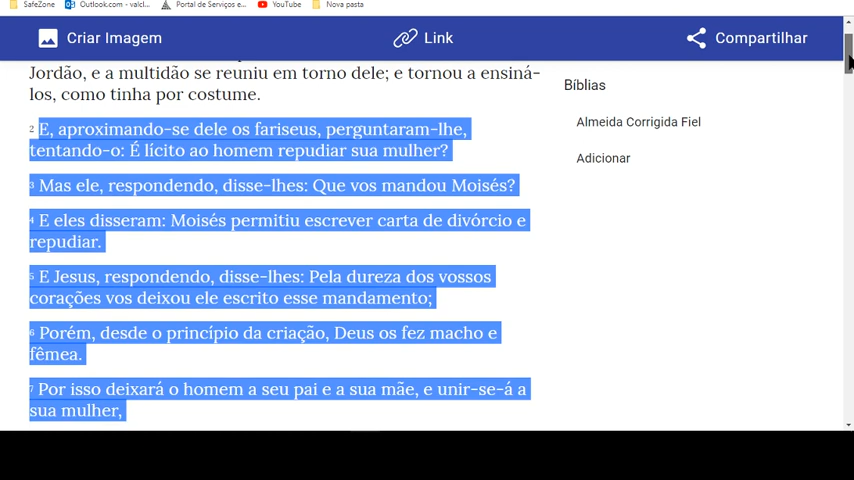 SafeZone Outlook.com - valcl... Portal de Serviços e... YouTube Nova pasta
Criar Imagem Link Compartilhar
Jordão, e a multidão se reuniu em torno dele; e tornou a ensiná-
los, como tinha por costume.
2 E, aproximando-se dele os fariseus, perguntaram-lhe,
tentando-o: É lícito ao homem repudiar sua mulher?
3 Mas ele, respondendo, disse-lhes: Que vos mandou Moisés?
4 E eles disseram: Moisés permitiu escrever carta de divórcio e
repudiar.
5 E Jesus, respondendo, disse-lhes: Pela dureza dos vossos
corações vos deixou ele escrito esse mandamento;
6 Porém, desde o princípio da criação, Deus os fez macho e
fêmea.
7 Por isso deixará o homem a seu pai e a sua mãe, e unir-se-á a
sua mulher,
Bíblias
Almeida Corrigida Fiel
Adicionar